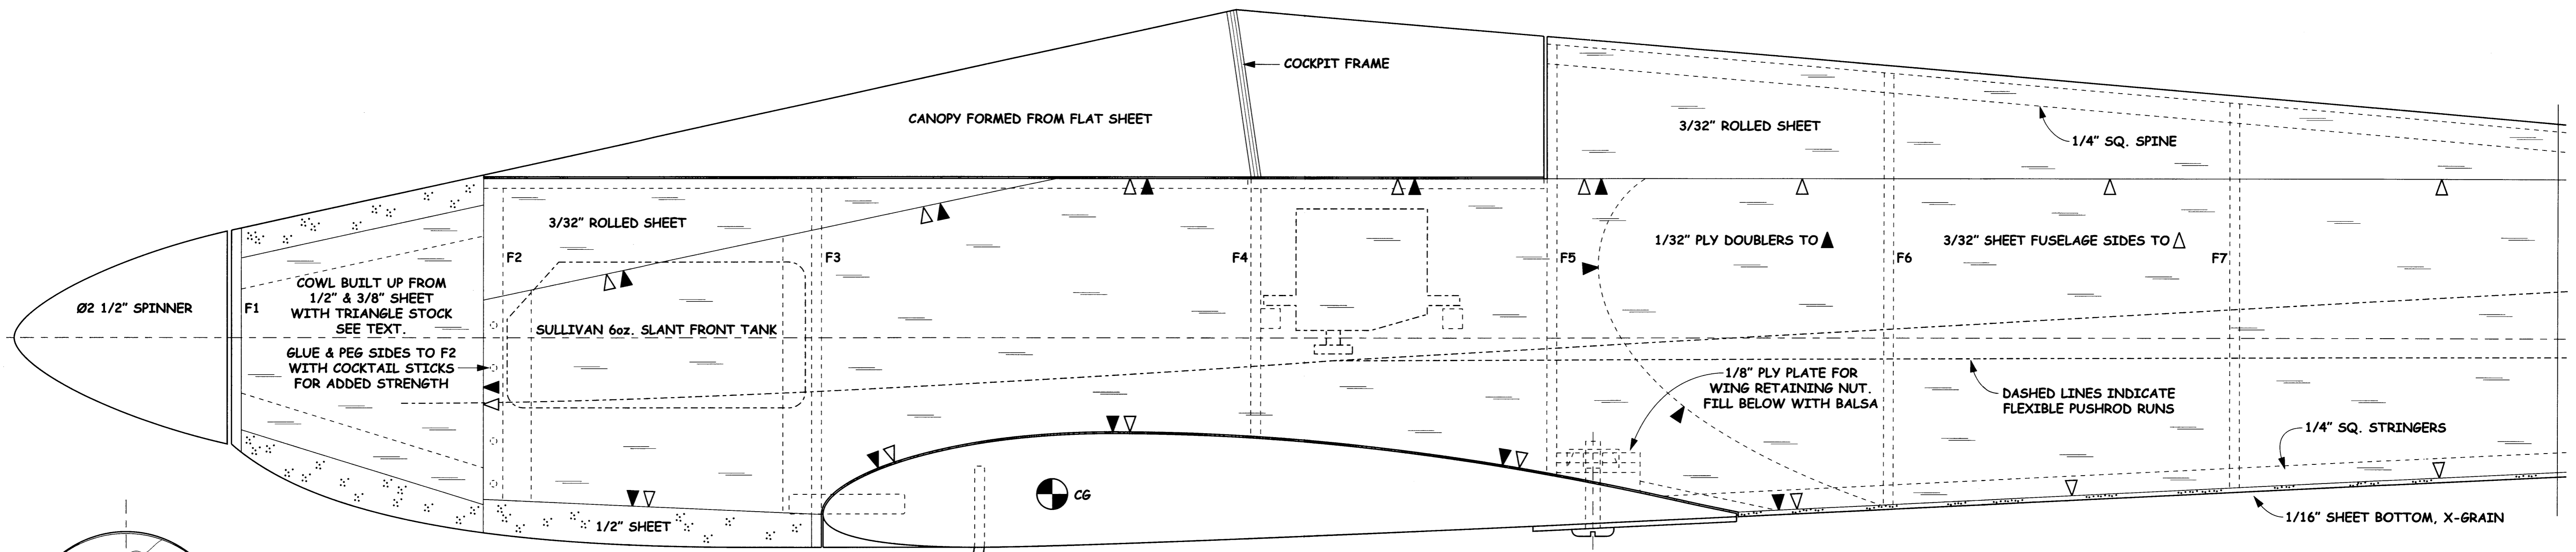 COCKPIT FRAME
CANOPY FORMED FROM FLAT SHEET
3/32" ROLLED SHEET
1/4" SQ. SPINE
3/32" ROLLED SHEET
1/32" PLY DOUBLERS TO
3/32" SHEET FUSELAGE SIDES TO
F2
F3
F4
F5
F6
F7
COWL BUILT UP FROM
1/2" & 3/8" SHEET
WITH TRIANGLE STOCK
SEE TEXT.
Ø2 1/2" SPINNER
F1
SULLIVAN 6oz. SLANT FRONT TANK
GLUE & PEG SIDES TO F2
WITH COCKTAIL STICKS
FOR ADDED STRENGTH
1/8" PLY PLATE FOR
WING RETAINING NUT.
FILL BELOW WITH BALSA
DASHED LINES INDICATE
FLEXIBLE PUSHROD RUNS
1/4" SQ. STRINGERS
CG
1/2" SHEET
1/16" SHEET BOTTOM, X-GRAIN